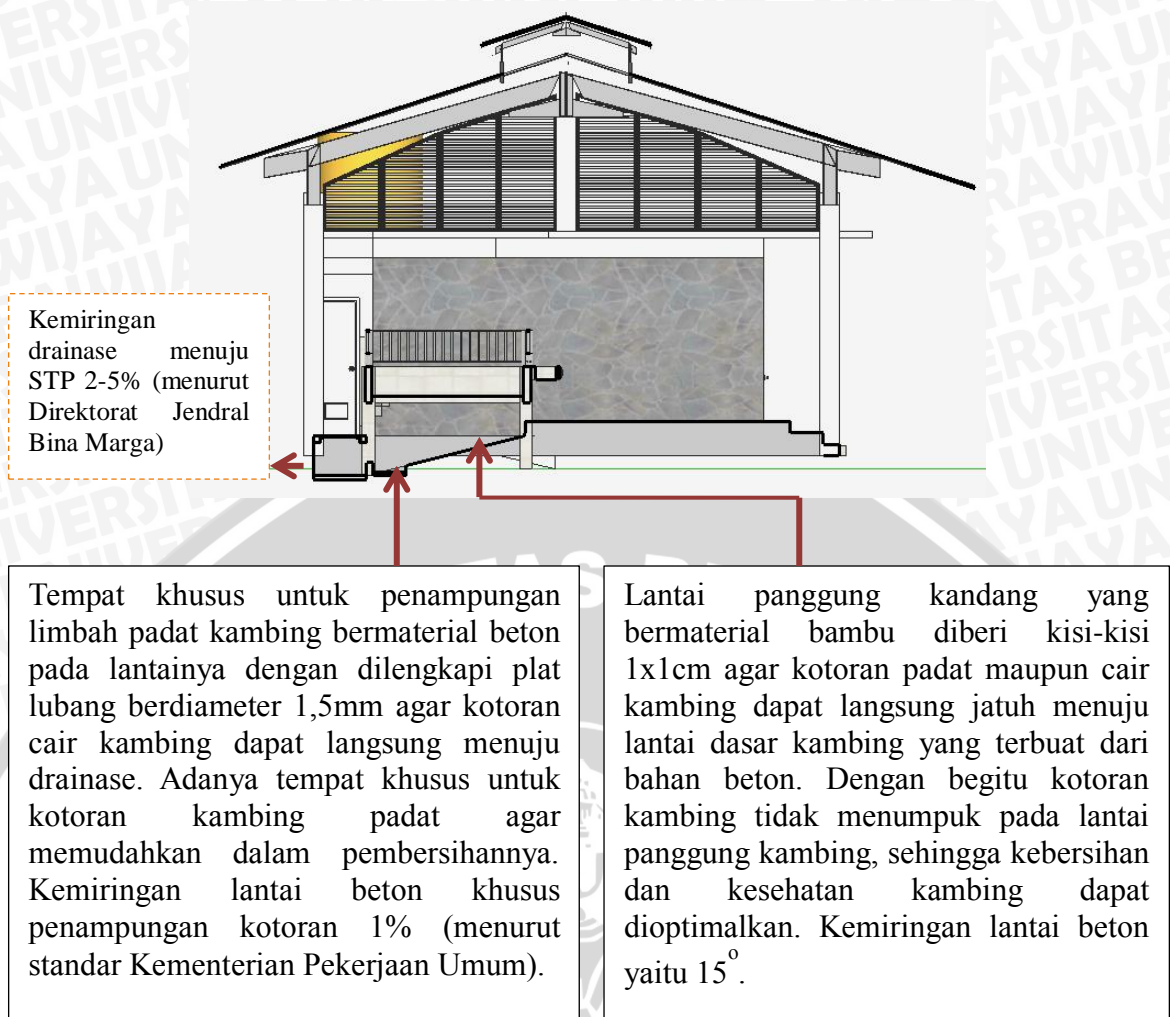 Kemiringan
drainase menuju
STP 2-5% (menurut
Direktorat Jendral
Bina Marga)
Tempat khusus untuk penampungan
limbah padat kambing bermaterial beton
pada lantainya dengan dilengkapi plat
lubang berdiameter 1,5mm agar kotoran
cair kambing dapat langsung menuju
drainase. Adanya tempat khusus untuk
kotoran kambing padat agar
memudahkan dalam pembersihannya.
Kemiringan lantai beton khusus
penampungan kotoran 1% (menurut
standar Kementerian Pekerjaan Umum).
Lantai panggung kandang yang
bermaterial bambu diberi kisi-kisi
1x1cm agar kotoran padat maupun cair
kambing dapat langsung jatuh menuju
lantai dasar kambing yang terbuat dari
bahan beton. Dengan begitu kotoran
kambing tidak menumpuk pada lantai
panggung kambing, sehingga kebersihan
dan kesehatan kambing dapat
dioptimalkan. Kemiringan lantai beton
yaitu 15°.